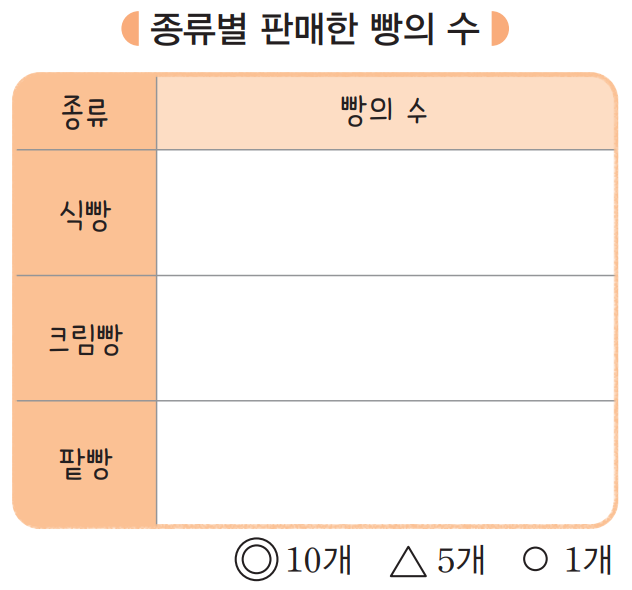 종류별 판매한 빵의 수
종류 빵의 수
식빵
크림빵
팥빵
◎ 10개 △ 5개 ○ 1개